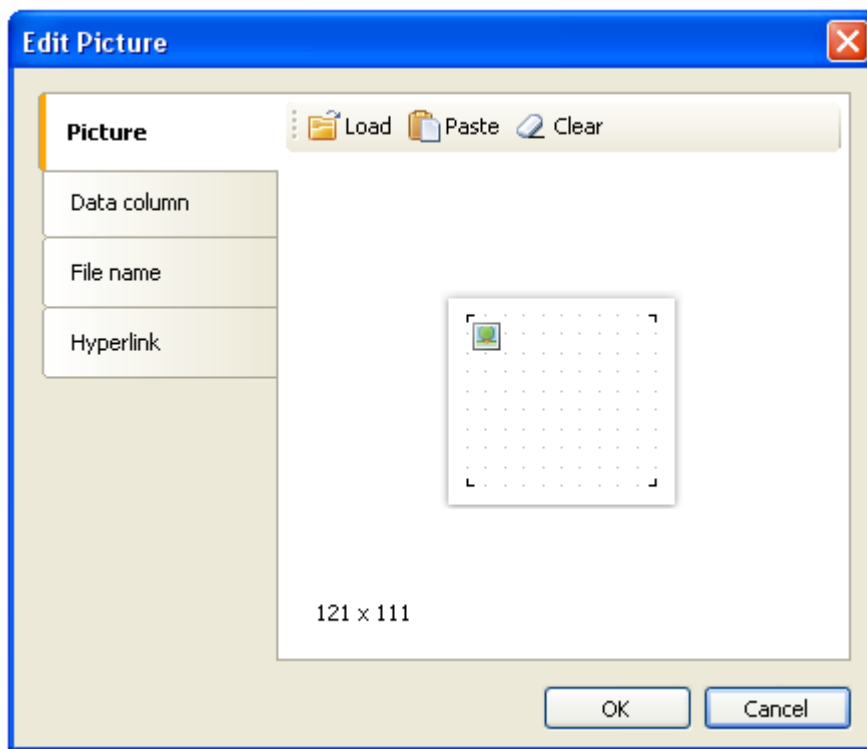 Edit Picture
Picture
Load Paste Clear
Data column
File name
Hyperlink
121 x 111
OK Cancel